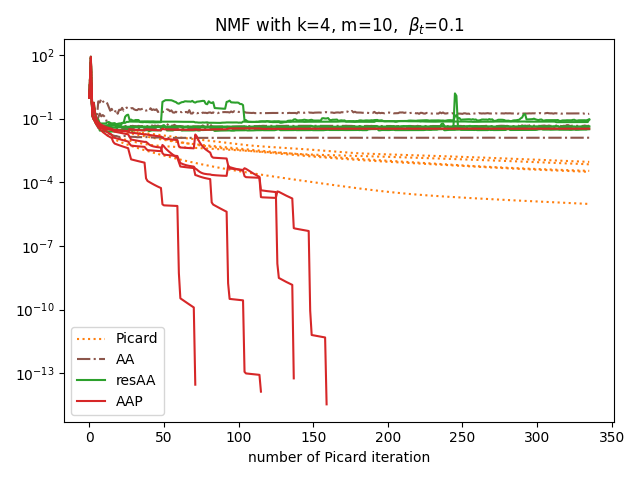 NMF with k=4, m=10, β_t=0.1
10^2
10^-1
10^-4
10^-7
10^-10
10^-13
Picard
AA
resAA
AAP
0 50 100 150 200 250 300 350
number of Picard iteration